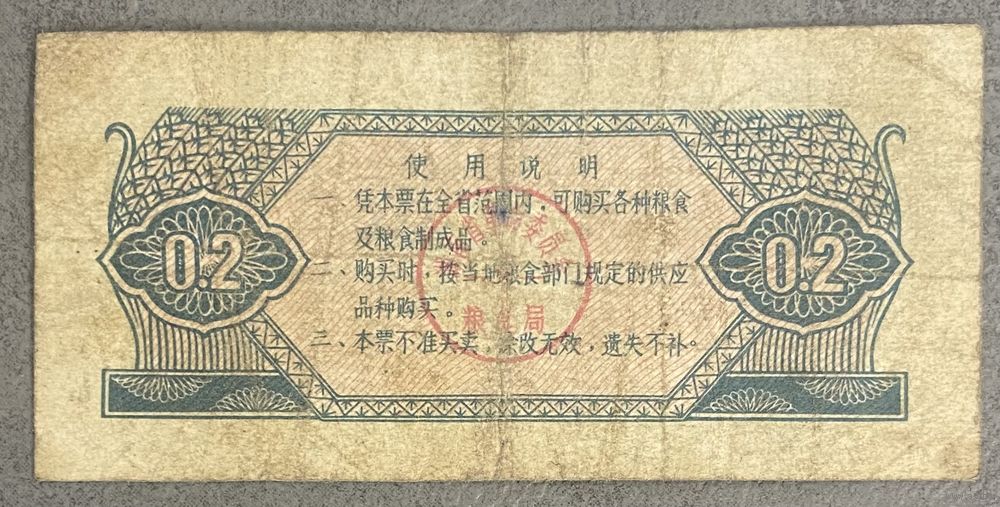 使用说明
一、凭本票在全省范围内,可购买各种粮食
及粮食制成品。
0.2
0.2
二、购买时,按当地粮食部门规定的供应
品种购买。
粮食局
三、本票不准买卖,涂改无效,遗失不补。